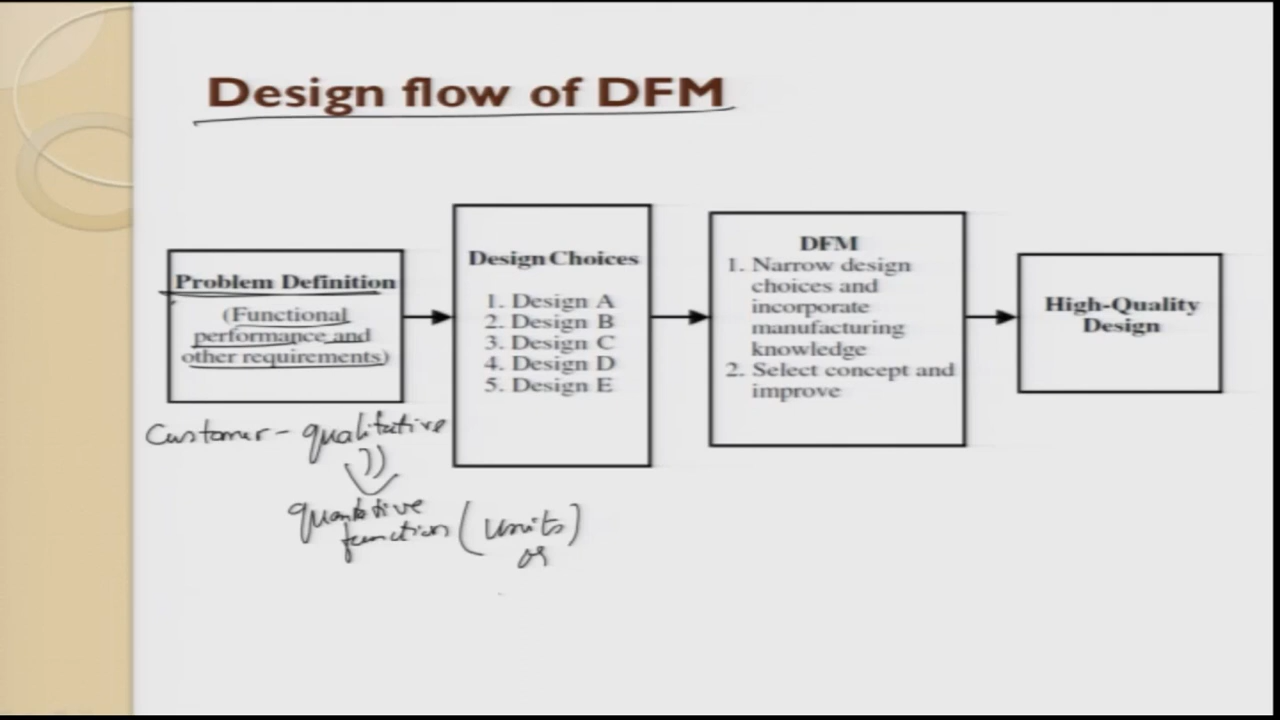 Design flow of DFM
Problem Definition
(Functional
performance and
other requirements)
Design Choices
1. Design A
2. Design B
3. Design C
4. Design D
5. Design E
DFM
1. Narrow design
choices and
incorporate
manufacturing
knowledge
2. Select concept and
improve
High-Quality
Design
Customer - qualitative
quantative
function (units)
or